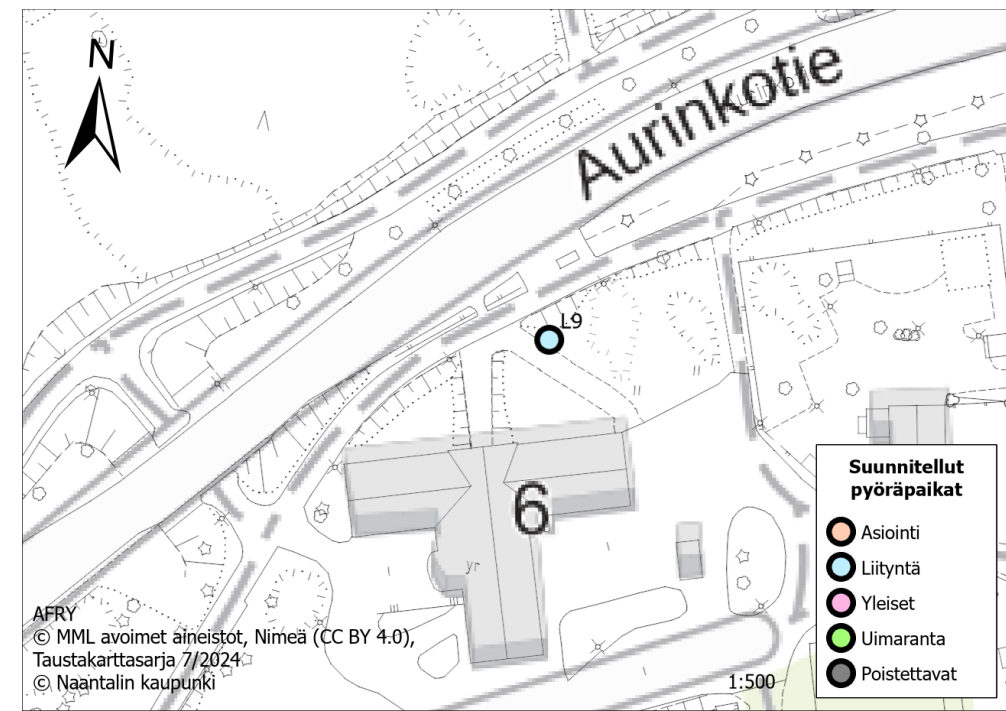 N
Aurinkotie
L9
6
yr
Suunnitellut
pyöräpaikat
Asiointi
Liityntä
Yleiset
Uimaranta
Poistettavat
AFRY
© MML avoimet aineistot, Nimeä (CC BY 4.0),
Taustakarttasarja 7/2024
© Naantalin kaupunki
1:500